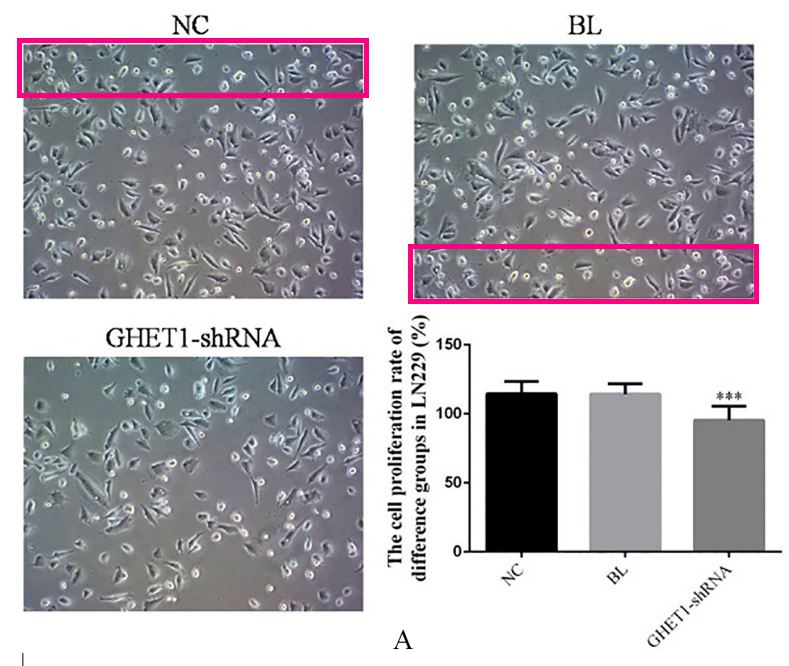 NC
BL
GHET1-shRNA
The cell proliferation rate of
difference groups in LN229 (%)
150
100
50
0
***
NC
BL
GHET1-shRNA
A